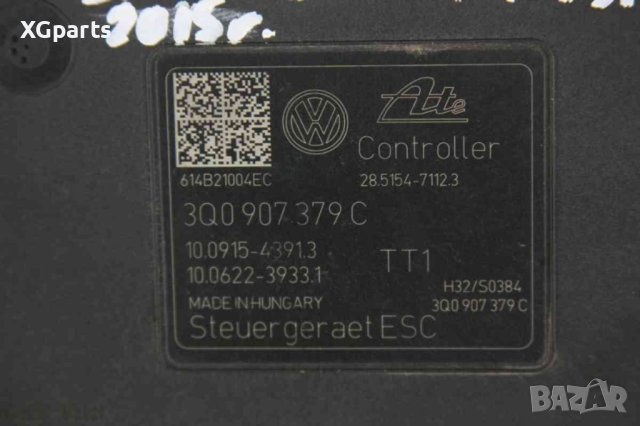 XGparts
2015г.
Ate
Controller
614B21004EC
28.5154-7112.3
3Q0 907 379 C
10.0915-4391.3
10.0622-3933.1
TT1
H32/S0384
MADE IN HUNGARY
3Q0 907 379 C
Steuergeraet ESC
BAZAR